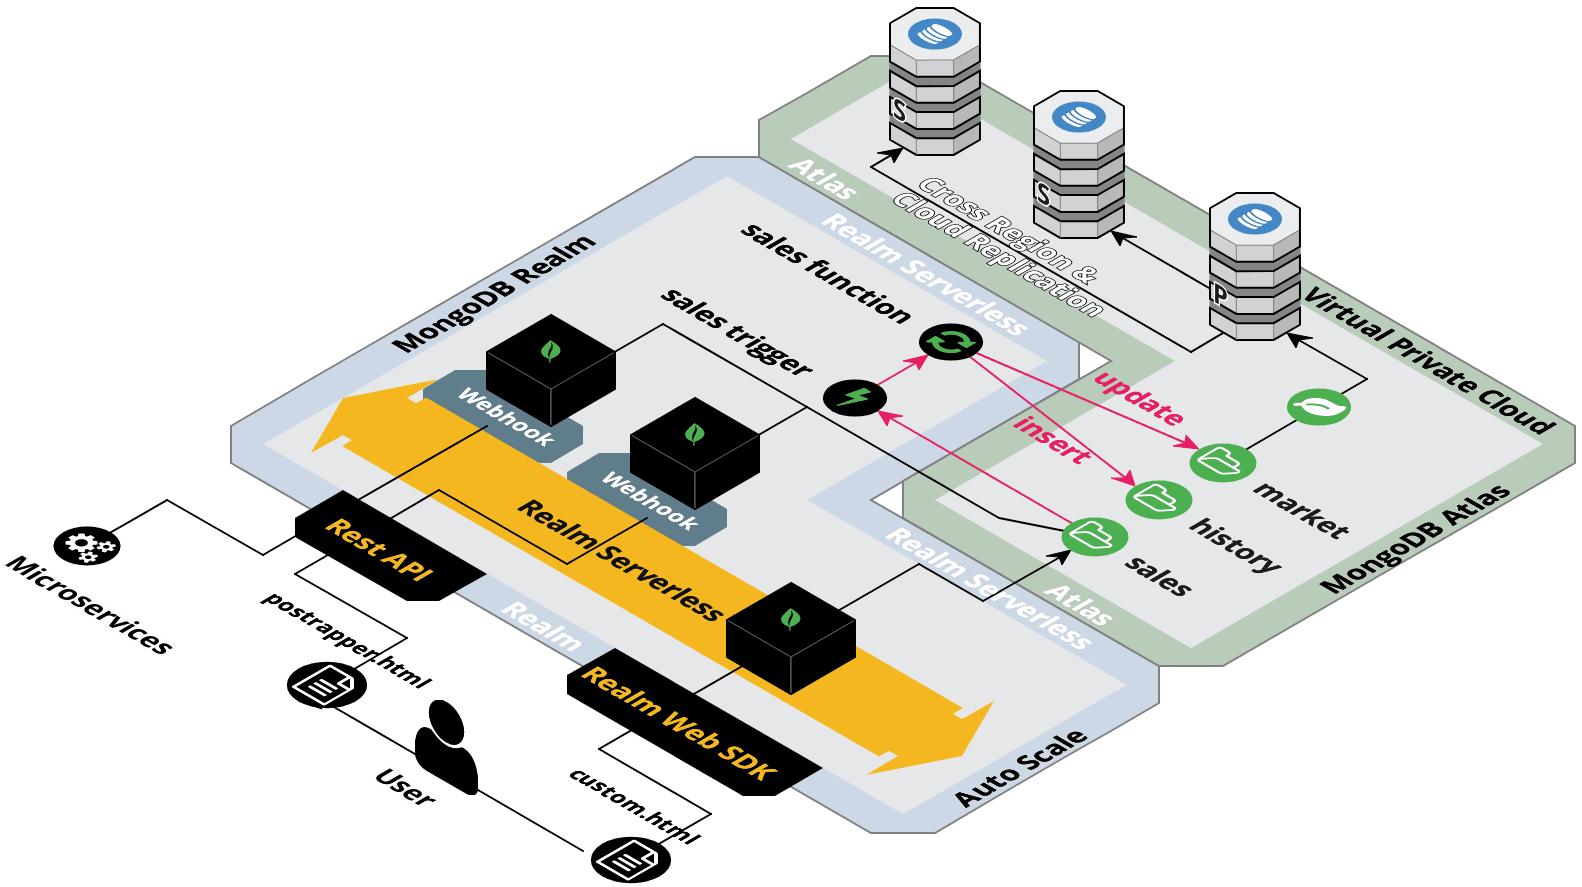 S
S
P
Atlas
Realm Serverless
Cross Region &
Cloud Replication
Virtual Private Cloud
MongoDB Realm
sales function
sales trigger
update
insert
market
history
sales
MongoDB Atlas
Webhook
Webhook
Realm Serverless
Realm Serverless
Atlas
Rest API
Realm
Microservices
postrapper.html
Realm Web SDK
User
custom.html
Auto Scale